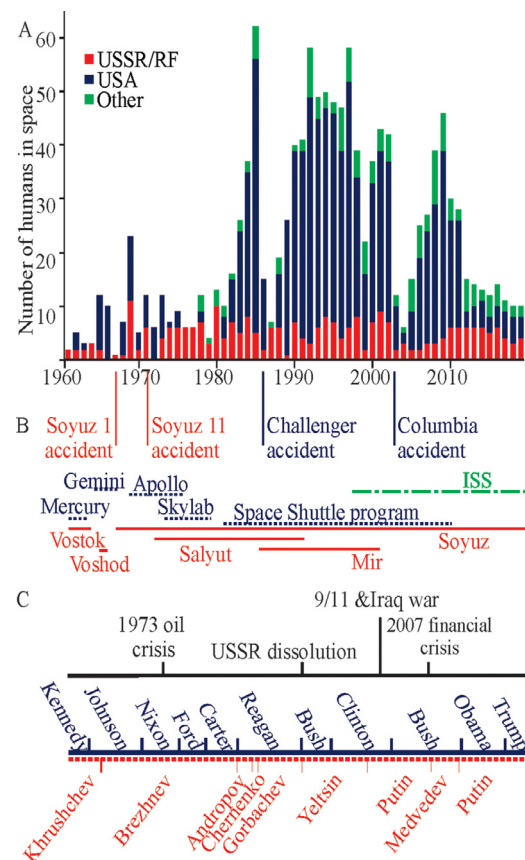 A
60
50
40
30
20
10
Number of humans in space
USSR/RF
USA
Other
1960
1970
1980
1990
2000
2010
B
Soyuz 1
accident
Soyuz 11
accident
Challenger
accident
Columbia
accident
Gemini
Apollo
ISS
Mercury
Skylab
Space Shuttle program
Vostok
Voshod
Salyut
Mir
Soyuz
C
9/11 &Iraq war
1973 oil
crisis
USSR dissolution
2007 financial
crisis
Kennedy
Johnson
Nixon
Ford
Carter
Reagan
Bush
Clinton
Bush
Obama
Trump
Khrushchev
Brezhnev
Andropov
Chernenko
Gorbachev
Yeltsin
Putin
Medvedev
Putin